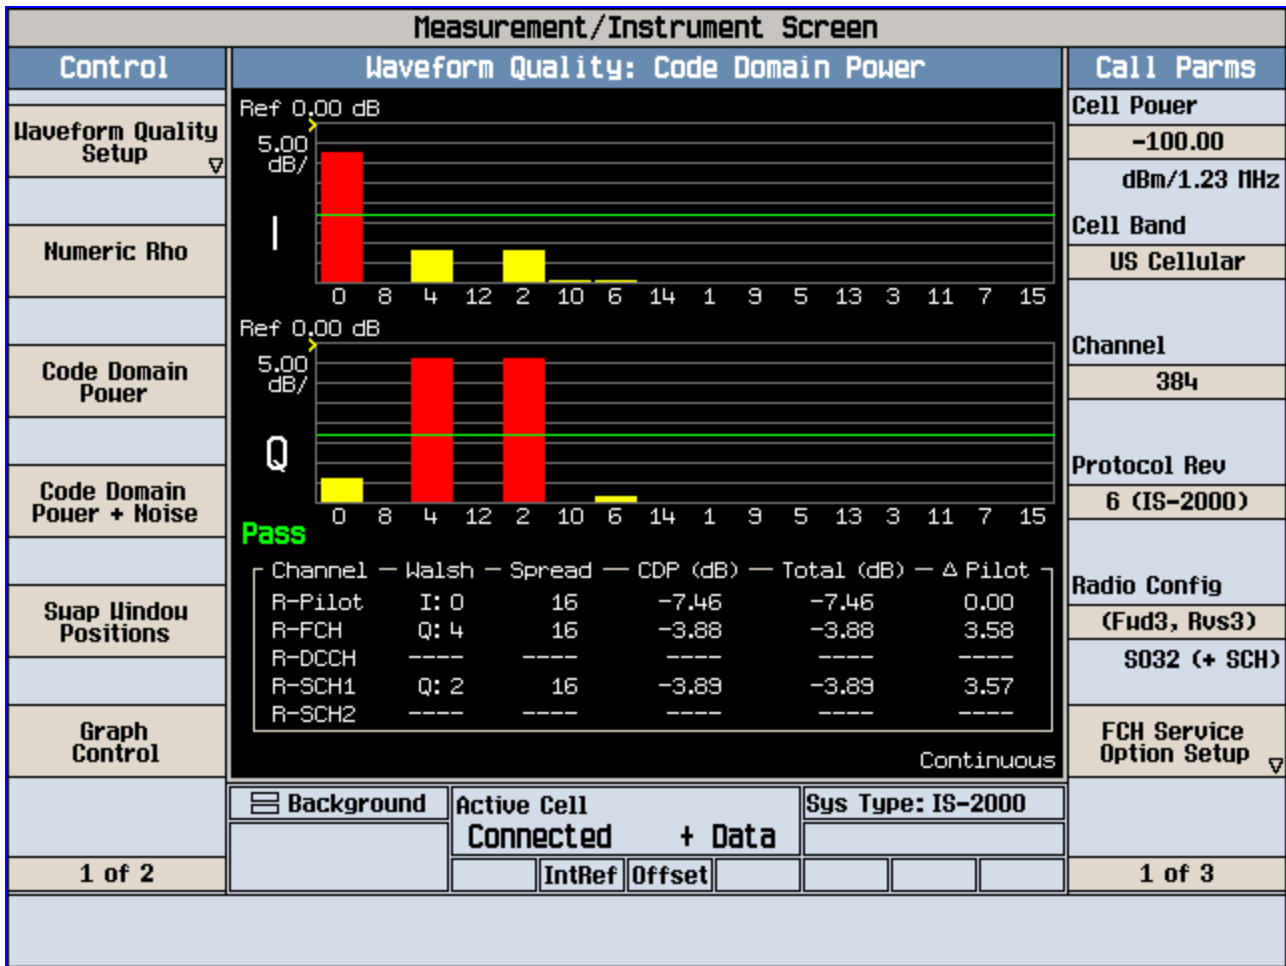 Measurement/Instrument Screen
Control
Waveform Quality: Code Domain Power
Call Parms
Waveform Quality
Setup
Numeric Rho
Code Domain
Power
Code Domain
Power + Noise
Swap Window
Positions
Graph
Control
1 of 2
Ref 0.00 dB
5.00
dB/
I
0 8 4 12 2 10 6 14 1 9 5 13 3 11 7 15
Ref 0.00 dB
5.00
dB/
Q
0 8 4 12 2 10 6 14 1 9 5 13 3 11 7 15
Pass
Channel — Walsh — Spread — CDP (dB) — Total (dB) — Δ Pilot
R-Pilot I: 0 16 -7.46 -7.46 0.00
R-FCH Q: 4 16 -3.88 -3.88 3.58
R-DCCH ---- ---- ---- ---- ----
R-SCH1 Q: 2 16 -3.89 -3.89 3.57
R-SCH2 ---- ---- ---- ---- ----
Continuous
Background
Active Cell
Connected + Data
Sys Type: IS-2000
IntRef
Offset
Cell Power
-100.00
dBm/1.23 MHz
Cell Band
US Cellular
Channel
384
Protocol Rev
6 (IS-2000)
Radio Config
(Fwd3, Rvs3)
SO32 (+ SCH)
FCH Service
Option Setup
1 of 3